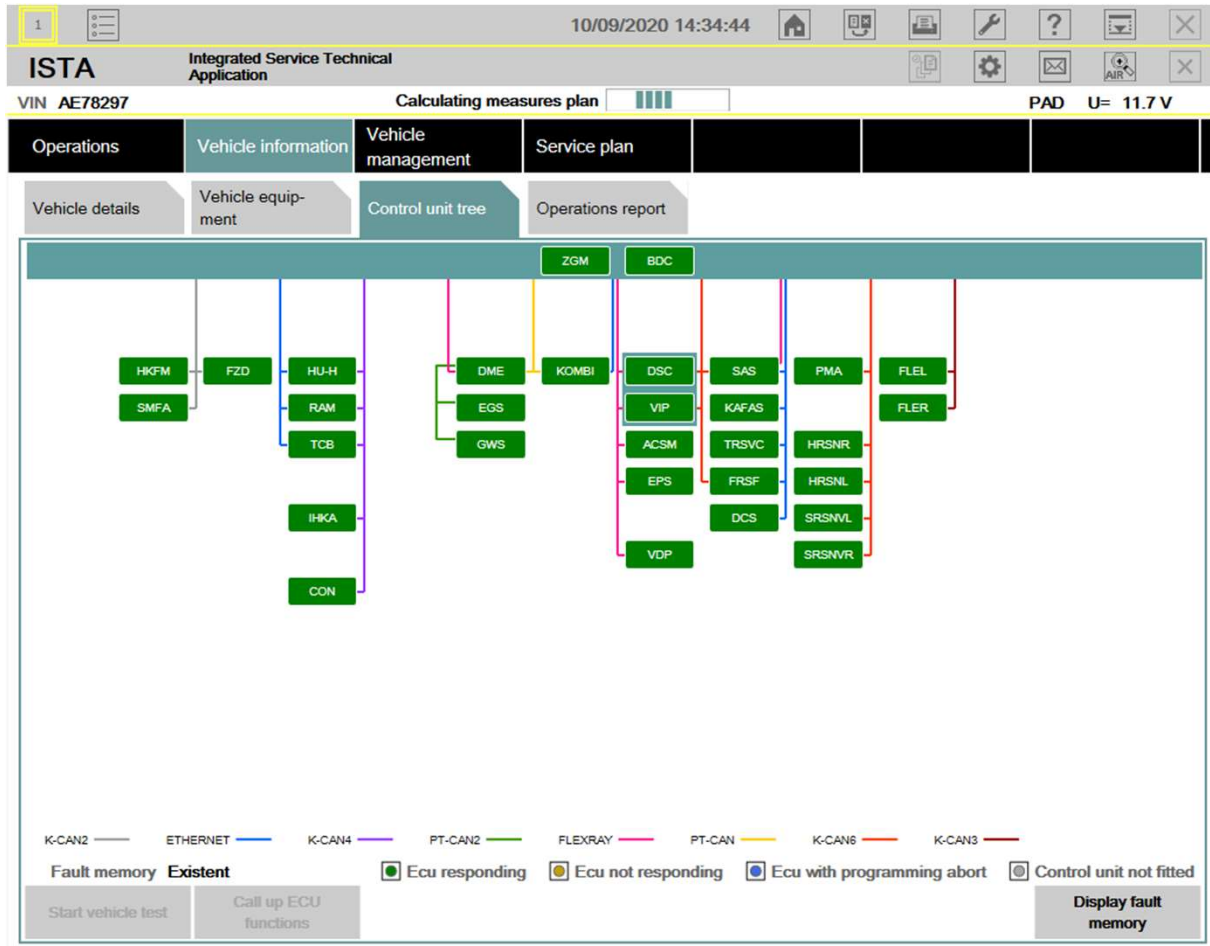 1
10/09/2020 14:34:44
?
ISTA
Integrated Service Technical
Application
AIR
VIN AE78297
Calculating measures plan
PAD U= 11.7 V
Operations
Vehicle information
Vehicle
management
Service plan
Vehicle details
Vehicle equip-
ment
Control unit tree
Operations report
ZGM BDC
HKFM FZD HU-H DME KOMBI DSC SAS PMA FLEL
SMFA RAM EGS VIP KAFAS FLER
TCB GWS ACSM TRSVC HRSNR
EPS FRSF HRSNL
IHKA DCS SRSNVL
VDP SRSNVR
CON
K-CAN2 ETHERNET K-CAN4 PT-CAN2 FLEXRAY PT-CAN K-CAN6 K-CAN3
Fault memory Existent Ecu responding Ecu not responding Ecu with programming abort Control unit not fitted
Start vehicle test
Call up ECU
functions
Display fault
memory